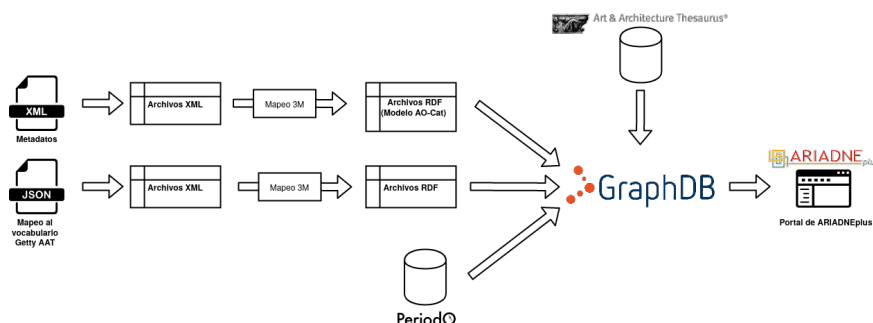 Art & Architecture Thesaurus®
XML
Metadatos
Archivos XML
Mapeo 3M
Archivos RDF
(Modelo AO-Cat)
JSON
Mapeo al
vocabulario
Getty AAT
Archivos XML
Mapeo 3M
Archivos RDF
GraphDB
ARIADNEplus
Portal de ARIADNEplus
PeriodO